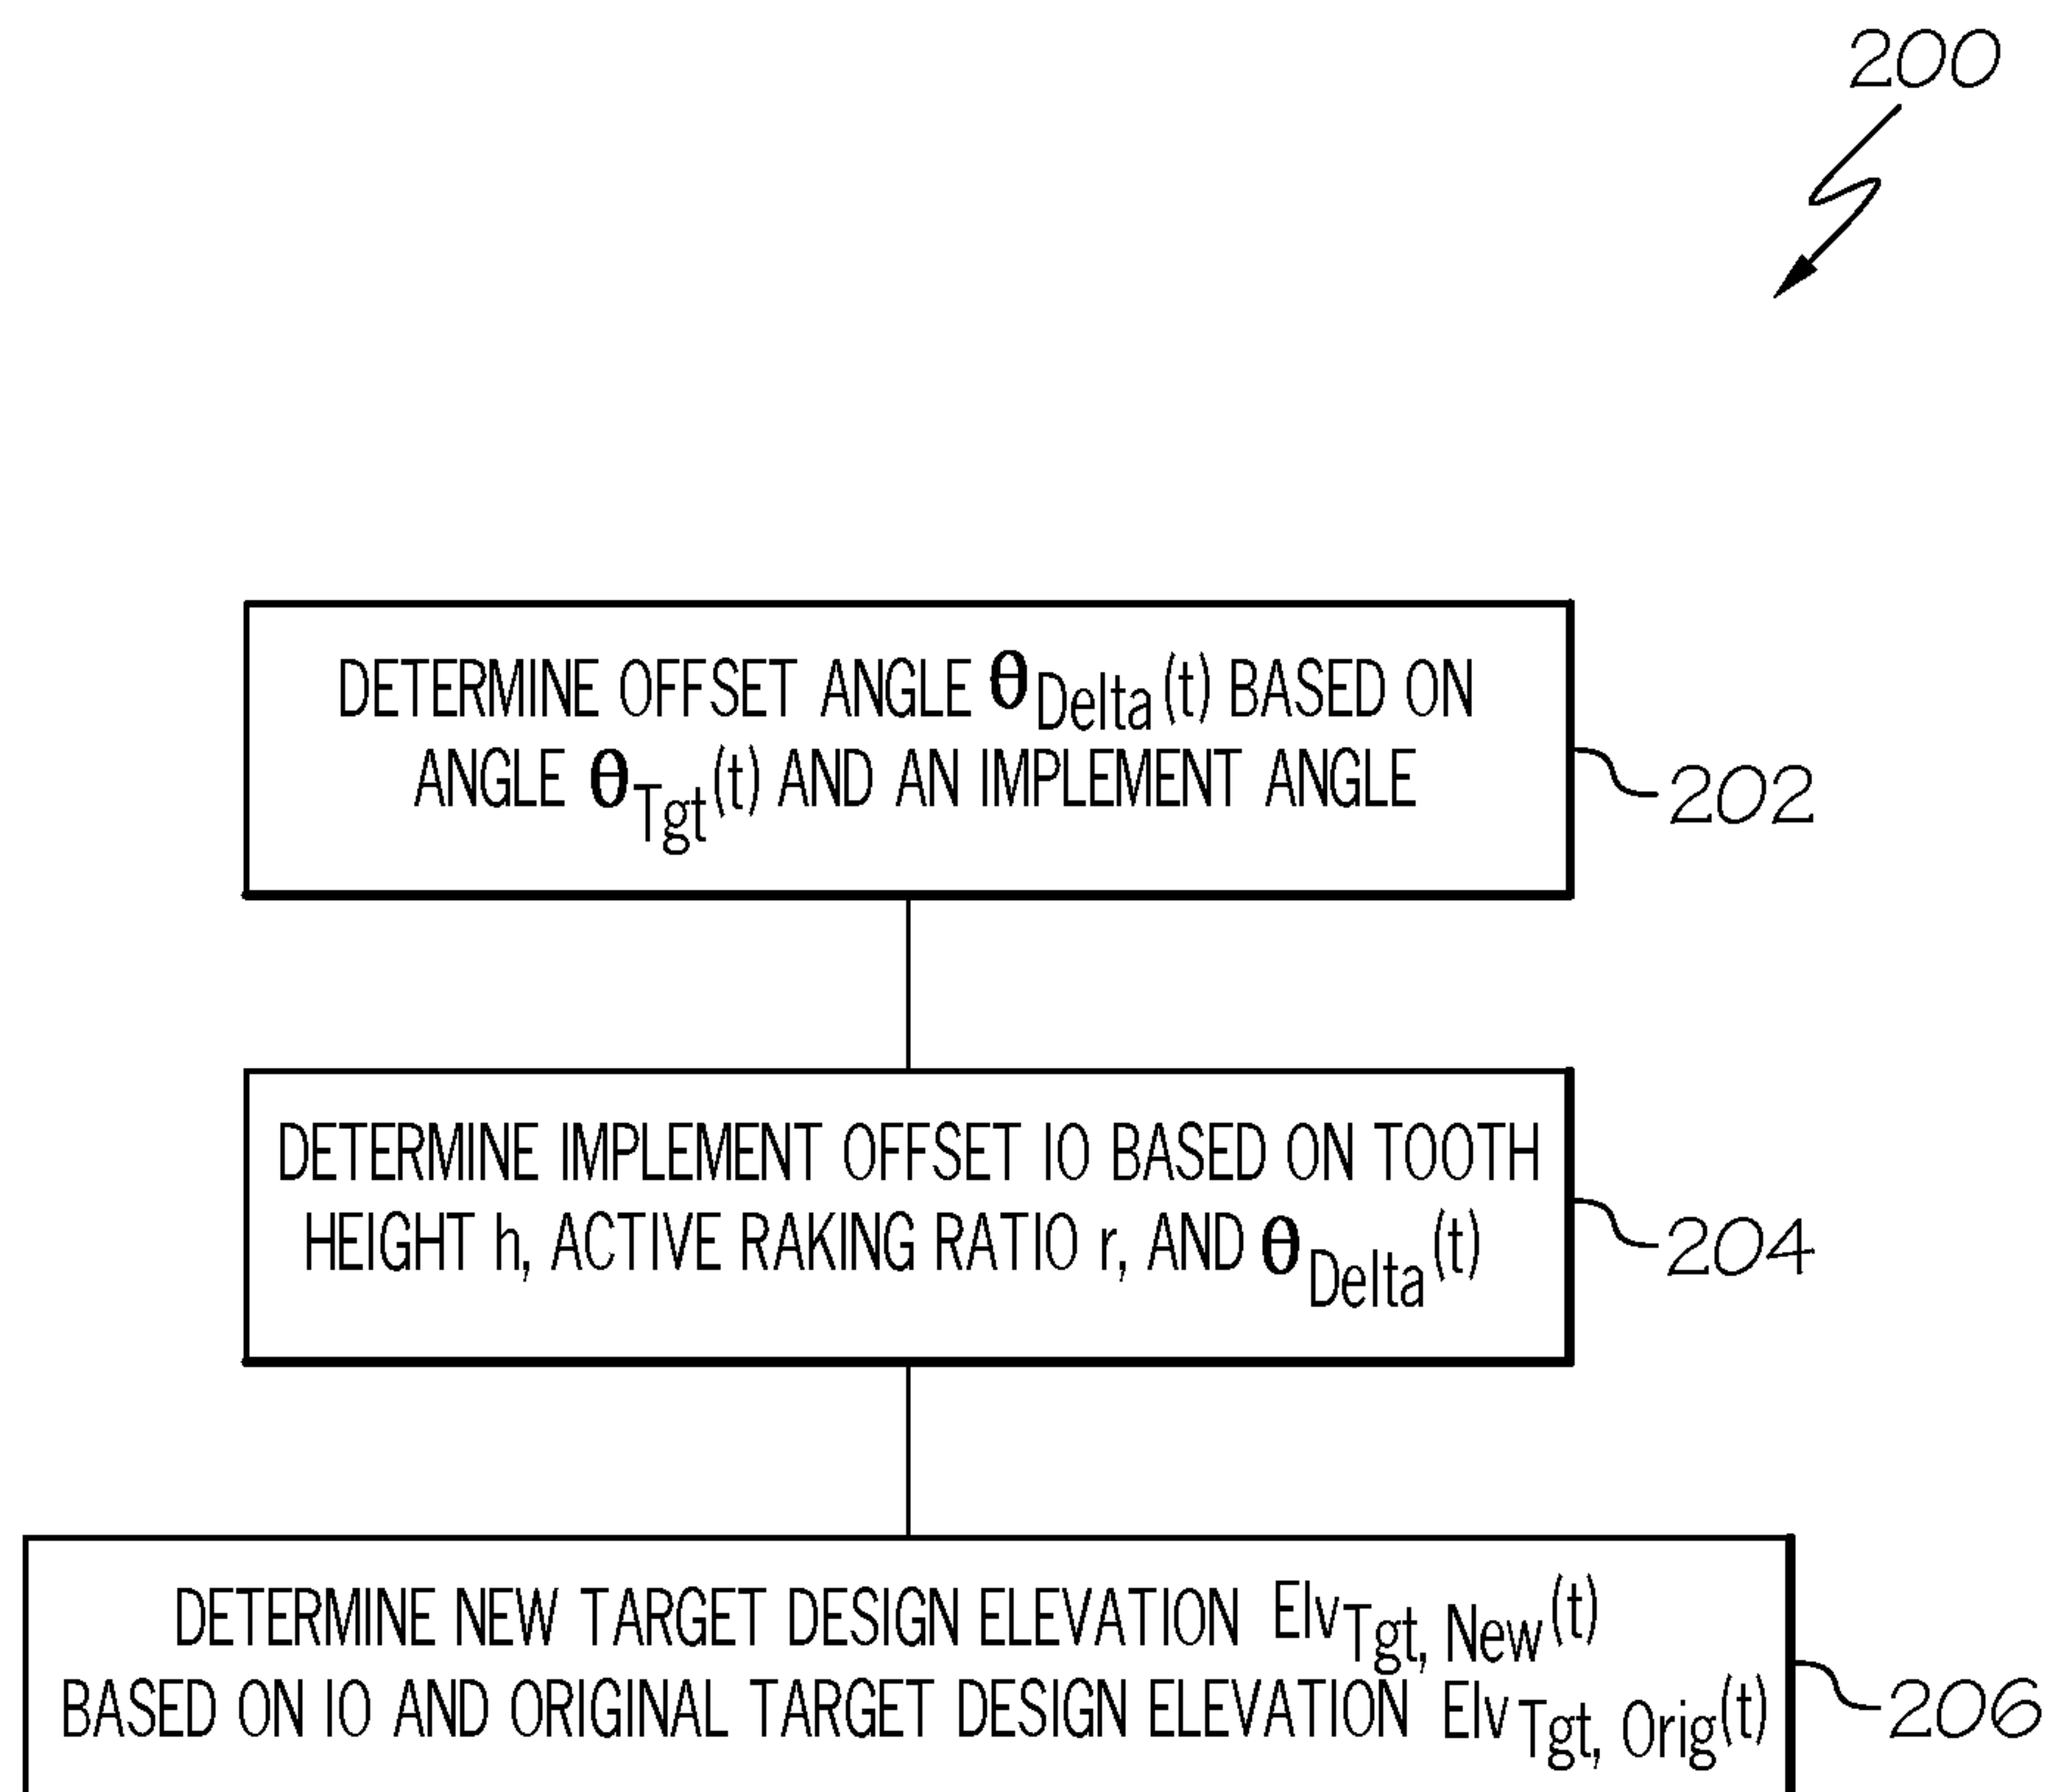 200
DETERMINE OFFSET ANGLE θDelta(t) BASED ON
ANGLE θTgt(t) AND AN IMPLEMENT ANGLE
202
DETERMINE IMPLEMENT OFFSET IO BASED ON TOOTH
HEIGHT h, ACTIVE RAKING RATIO r, AND θDelta(t)
204
DETERMINE NEW TARGET DESIGN ELEVATION ElvTgt, New(t)
BASED ON IO AND ORIGINAL TARGET DESIGN ELEVATION ElvTgt, Orig(t)
206